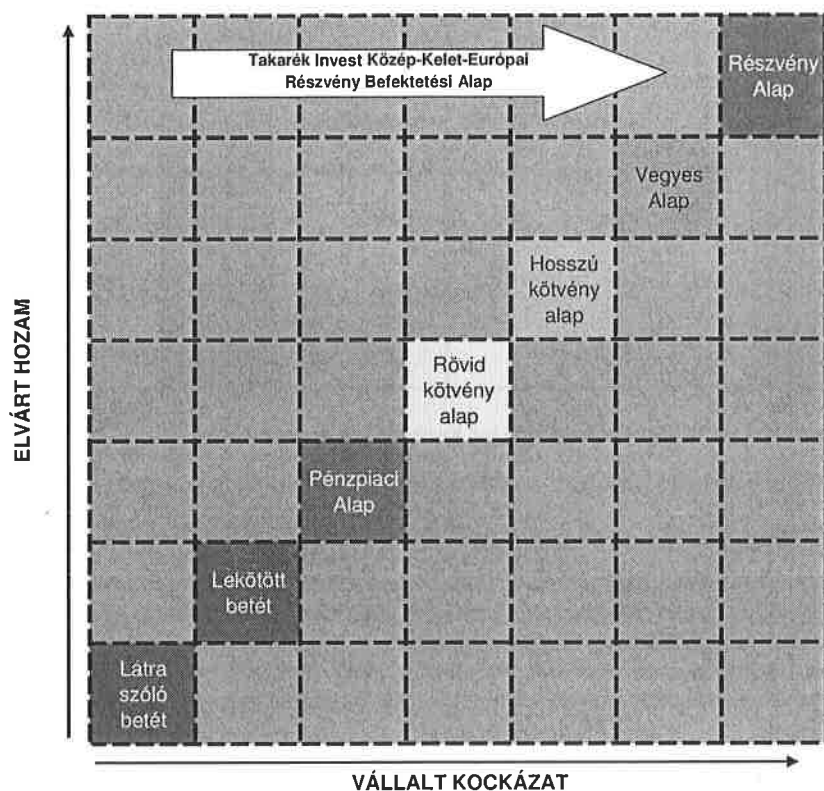 Takarék Invest Közép-Kelet-Európai
Részvény Befektetési Alap
Részvény
Alap
Vegyes
Alap
Hosszú
kötvény
alap
Rövid
kötvény
alap
Pénzpiaci
Alap
Lekötött
betét
Látra
szóló
betét
ELVÁRT HOZAM
VÁLLALT KOCKÁZAT